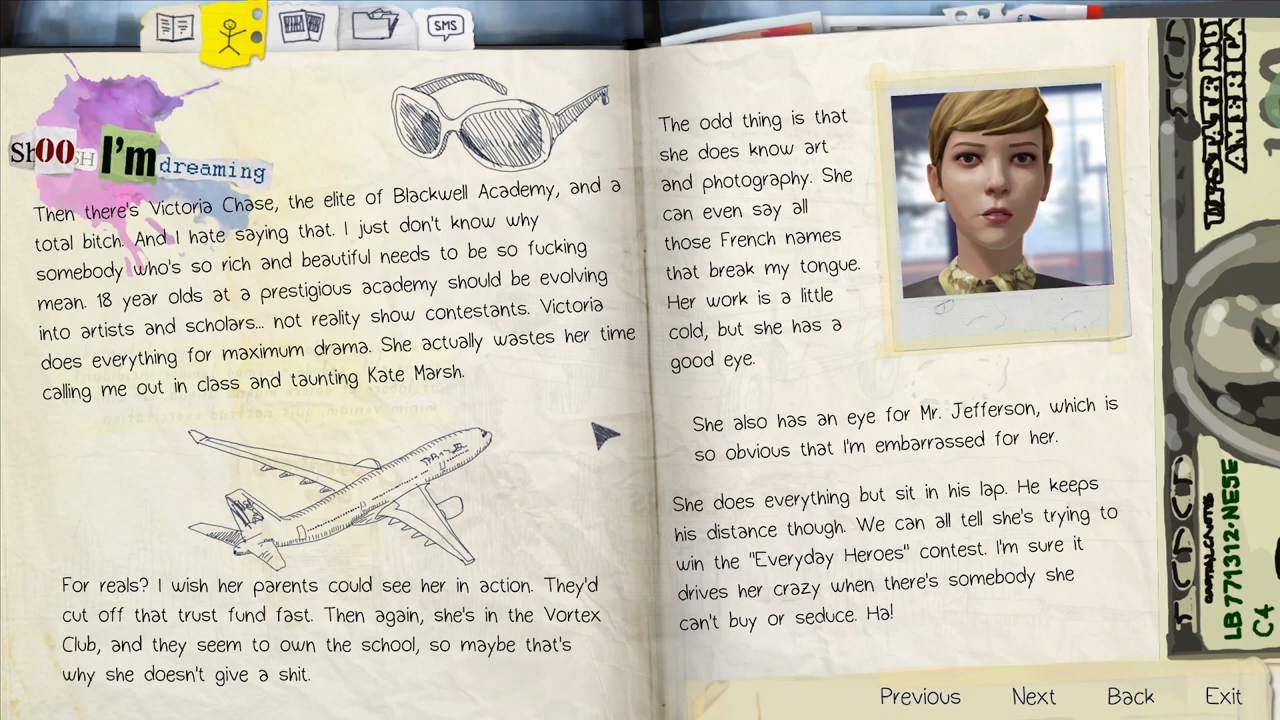 SMS
ShOOSH I'm dreaming
Then there's Victoria Chase, the elite of Blackwell Academy, and a
total bitch. And I hate saying that. I just don't know why
somebody who's so rich and beautiful needs to be so fucking
mean. 18 year olds at a prestigious academy should be evolving
into artists and scholars... not reality show contestants. Victoria
does everything for maximum drama. She actually wastes her time
calling me out in class and taunting Kate Marsh.
For reals? I wish her parents could see her in action. They'd
cut off that trust fund fast. Then again, she's in the Vortex
Club, and they seem to own the school, so maybe that's
why she doesn't give a shit.
The odd thing is that
she does know art
and photography. She
can even say all
those French names
that break my tongue.
Her work is a little
cold, but she has a
good eye.
She also has an eye for Mr. Jefferson, which is
so obvious that I'm embarrassed for her.
She does everything but sit in his lap. He keeps
his distance though. We can all tell she's trying to
win the "Everyday Heroes" contest. I'm sure it
drives her crazy when there's somebody she
can't buy or seduce. Ha!
AMERICA
LB771312-NE5E
C4
Previous Next Back Exit